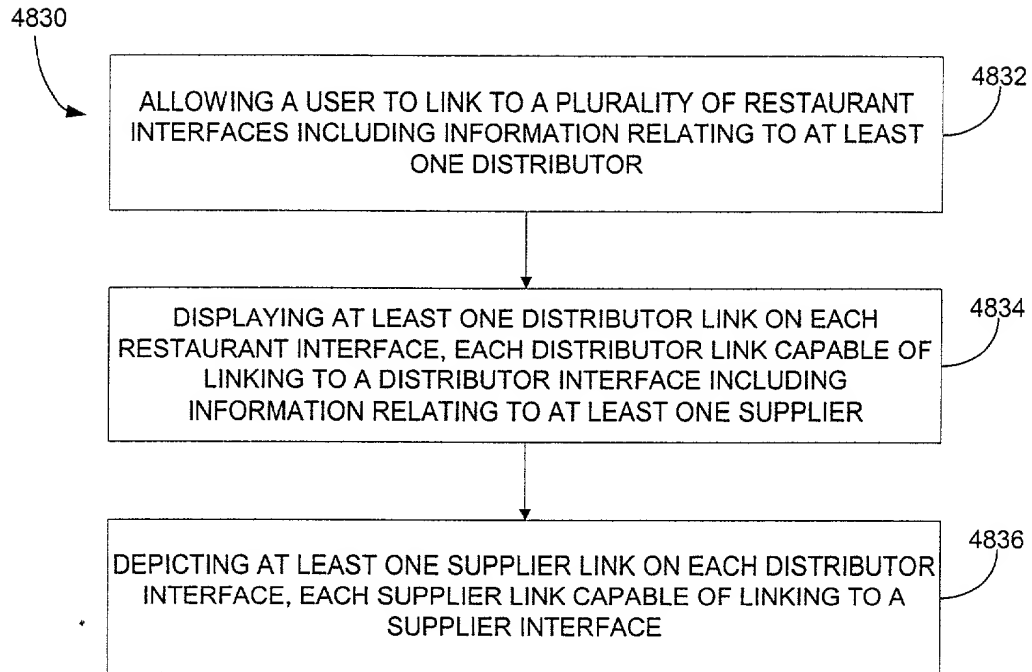 4830
4832
ALLOWING A USER TO LINK TO A PLURALITY OF RESTAURANT
INTERFACES INCLUDING INFORMATION RELATING TO AT LEAST
ONE DISTRIBUTOR
4834
DISPLAYING AT LEAST ONE DISTRIBUTOR LINK ON EACH
RESTAURANT INTERFACE, EACH DISTRIBUTOR LINK CAPABLE OF
LINKING TO A DISTRIBUTOR INTERFACE INCLUDING
INFORMATION RELATING TO AT LEAST ONE SUPPLIER
4836
DEPICTING AT LEAST ONE SUPPLIER LINK ON EACH DISTRIBUTOR
INTERFACE, EACH SUPPLIER LINK CAPABLE OF LINKING TO A
SUPPLIER INTERFACE